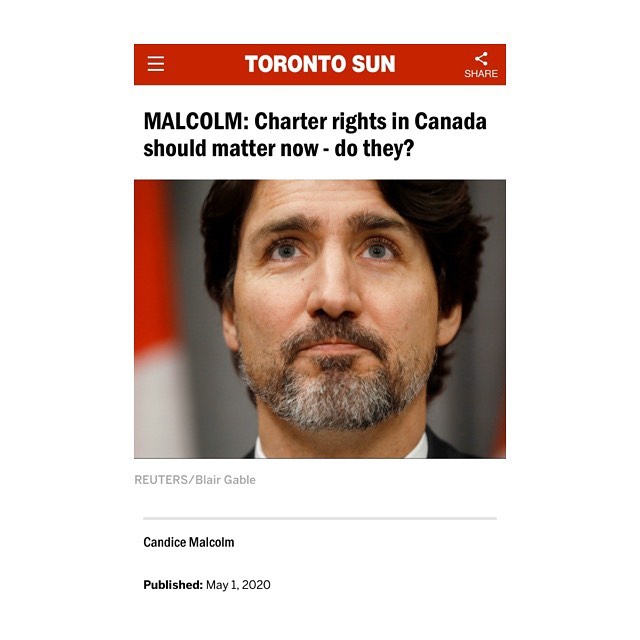 TORONTO SUN
SHARE
MALCOLM: Charter rights in Canada
should matter now - do they?
REUTERS/Blair Gable
Candice Malcolm
Published: May 1, 2020